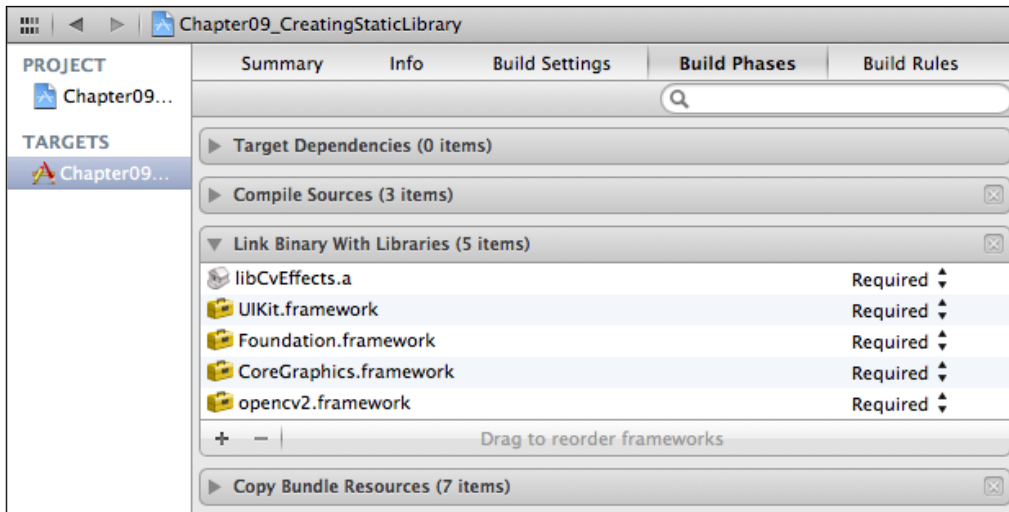 Chapter09_CreatingStaticLibrary
PROJECT
Chapter09...
TARGETS
Chapter09...
Summary Info Build Settings Build Phases Build Rules
Target Dependencies (0 items)
Compile Sources (3 items)
Link Binary With Libraries (5 items)
libCvEffects.a Required
UIKit.framework Required
Foundation.framework Required
CoreGraphics.framework Required
opencv2.framework Required
+ − Drag to reorder frameworks
Copy Bundle Resources (7 items)